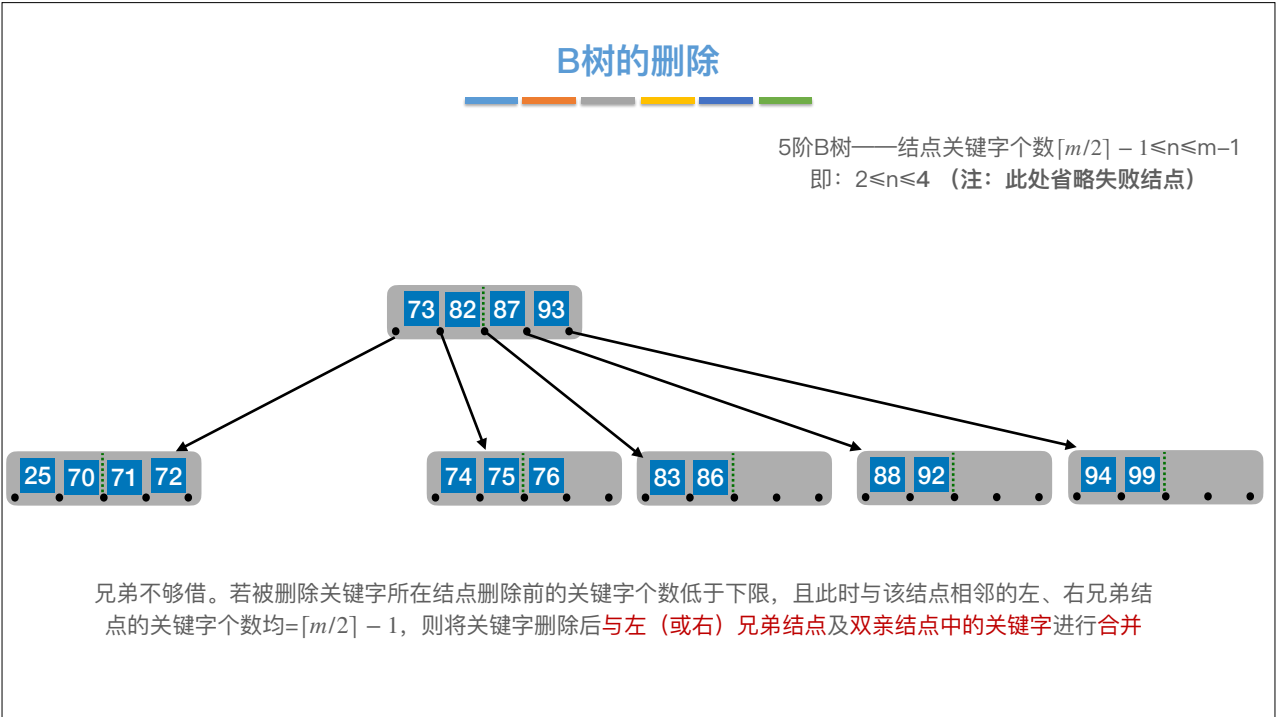 B树的删除
5阶B树——结点关键字个数⌈m/2⌉ − 1≤n≤m−1
即：2≤n≤4 （注：此处省略失败结点）
73 82 87 93
25 70 71 72
74 75 76
83 86
88 92
94 99
兄弟不够借。若被删除关键字所在结点删除前的关键字个数低于下限，且此时与该结点相邻的左、右兄弟结
点的关键字个数均=⌈m/2⌉ − 1，则将关键字删除后与左（或右）兄弟结点及双亲结点中的关键字进行合并